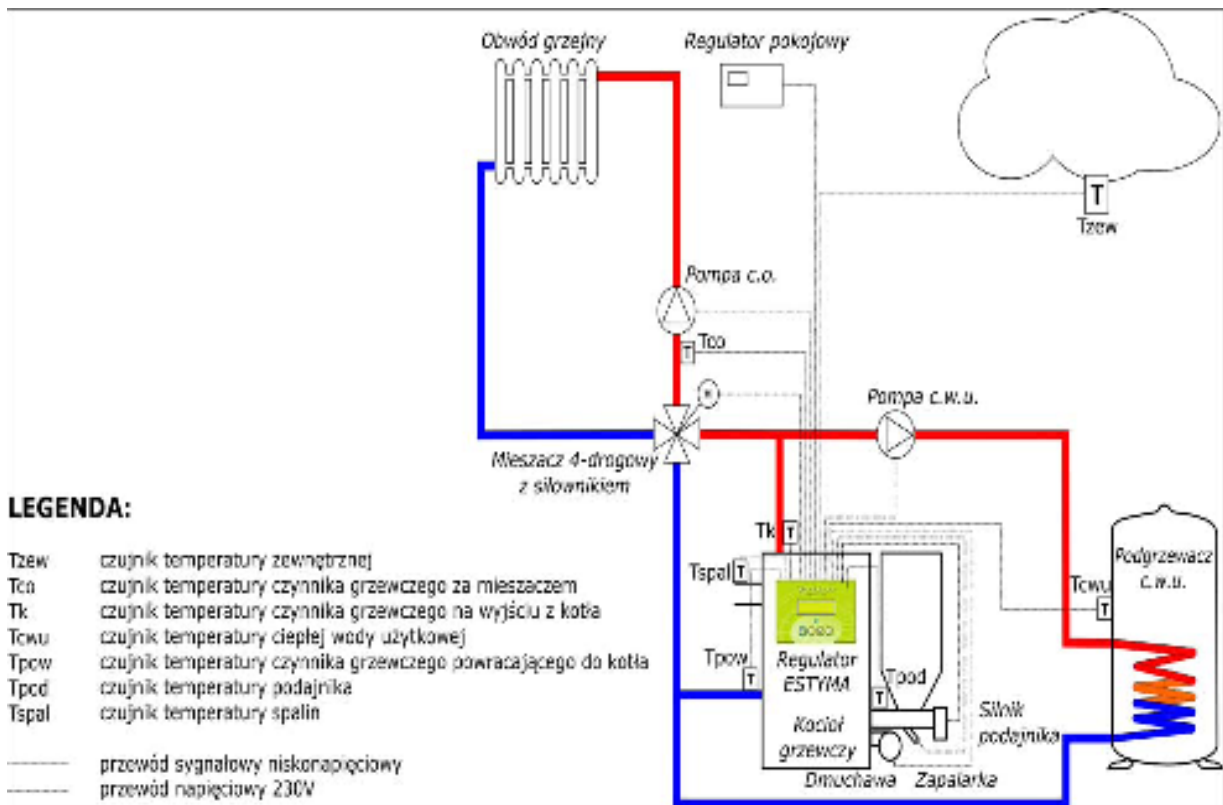 Obwód grzejny
Regulator pokojowy
T
Tzew
Pompa c.o.
T
Tco
Pompa c.w.u.
Mieszacz 4-drogowy
z siłownikiem
LEGENDA:
Tzew czujnik temperatury zewnętrznej
Tco czujnik temperatury czynnika grzewczego za mieszaczem
Tk czujnik temperatury czynnika grzewczego na wyjściu z kotła
Tcwu czujnik temperatury ciepłej wody użytkowej
Tpow czujnik temperatury czynnika grzewczego powracającego do kotła
Tpod czujnik temperatury podajnika
Tspal czujnik temperatury spalin
przewód sygnałowy niskonapięciowy
przewód napięciowy 230V
Tk
T
Tspal
T
Podgrzewacz
c.w.u.
Tcwu
T
Tpow
T
Regulator
ESTYMA
Tpod
T
Kocioł
grzewczy
Silnik
podajnika
Dmuchawa
Zapalarka